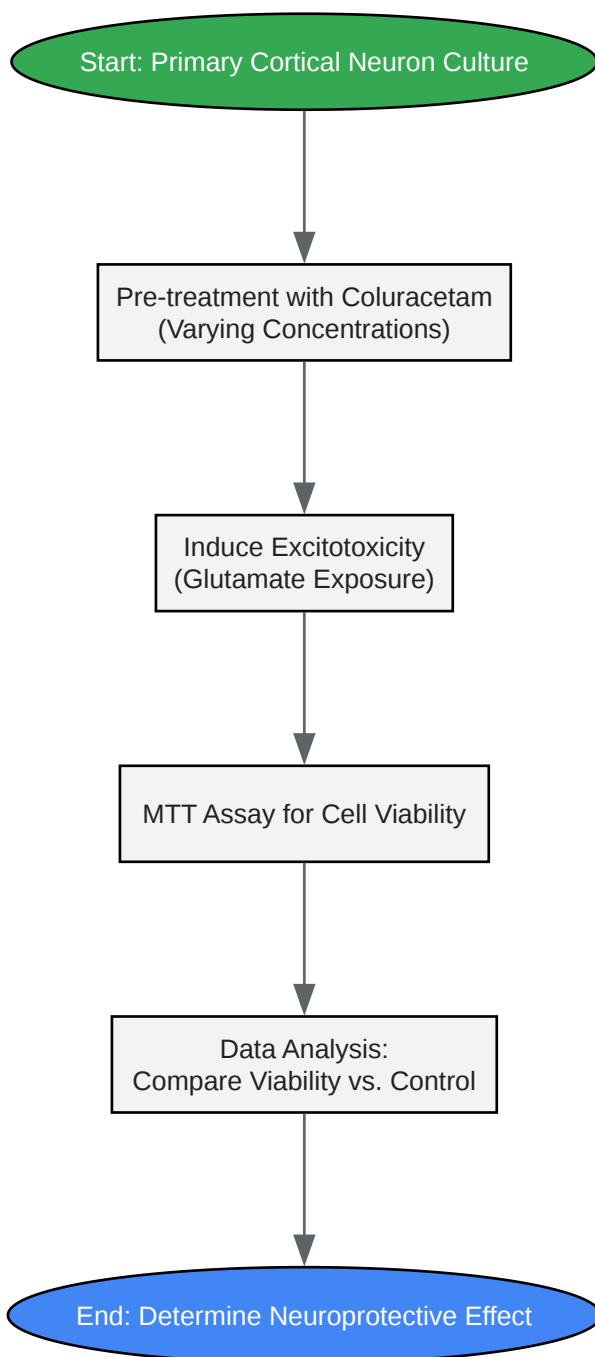 Start: Primary Cortical Neuron Culture
Pre-treatment with Coluracetam
(Varying Concentrations)
Induce Excitotoxicity
(Glutamate Exposure)
MTT Assay for Cell Viability
Data Analysis:
Compare Viability vs. Control
End: Determine Neuroprotective Effect